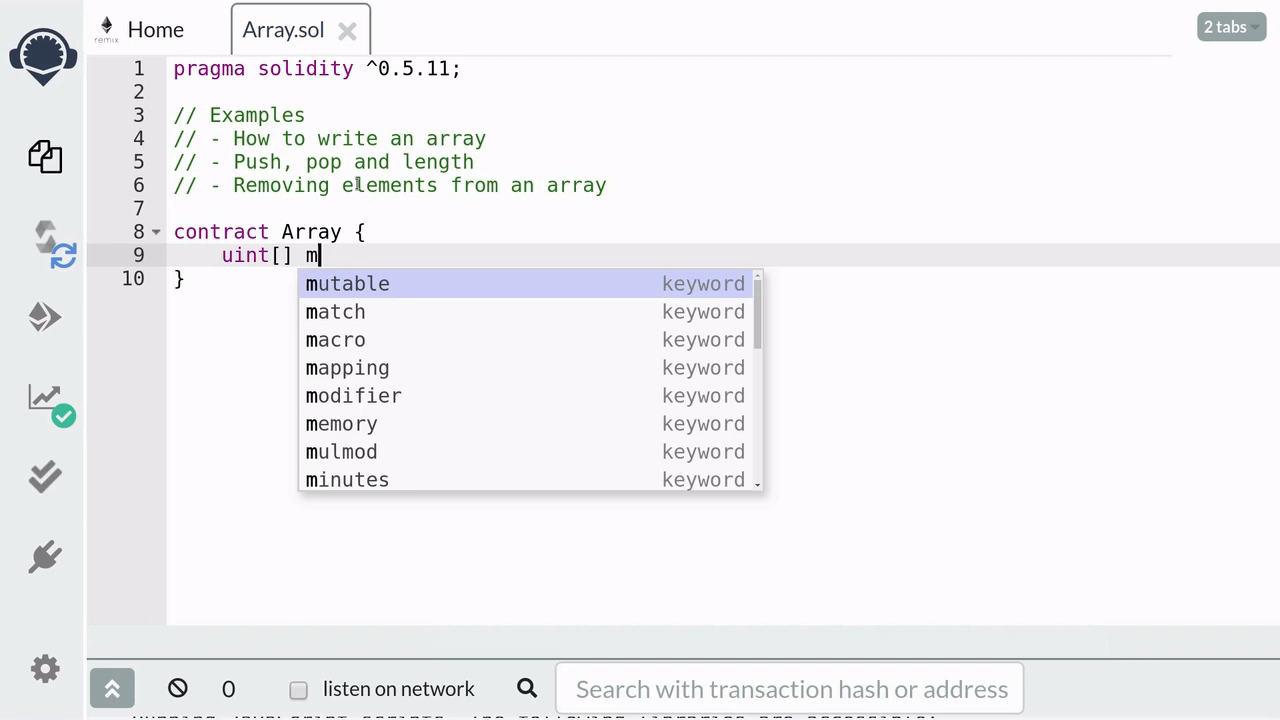 remix
Home
Array.sol
2 tabs
1 pragma solidity ^0.5.11;
2
3 // Examples
4 // - How to write an array
5 // - Push, pop and length
6 // - Removing elements from an array
7
8 contract Array {
9 uint[] m
10 }
mutable keyword
match keyword
macro keyword
mapping keyword
modifier keyword
memory keyword
mulmod keyword
minutes keyword
0
listen on network
Search with transaction hash or address